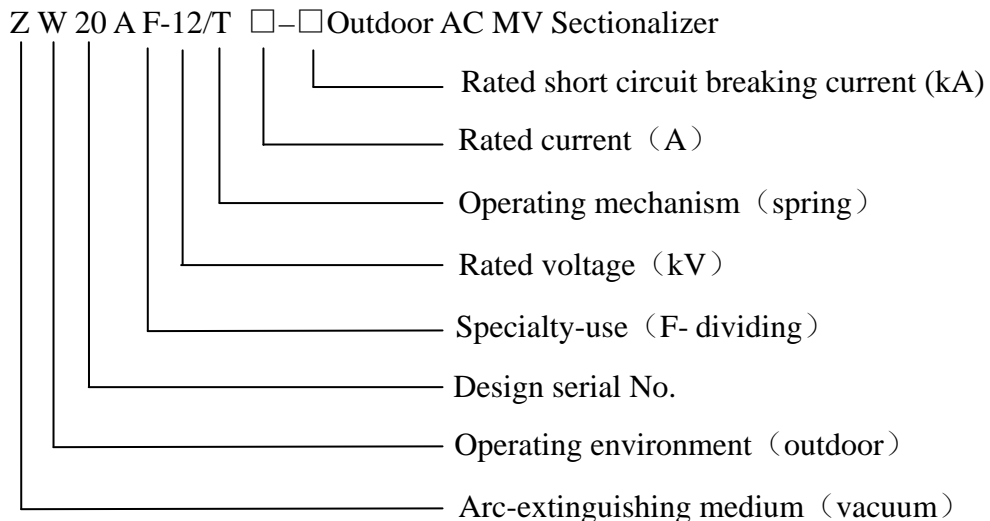 Z W 20 A F-12/T □–□Outdoor AC MV Sectionalizer
Rated short circuit breaking current (kA)
Rated current（A）
Operating mechanism（spring）
Rated voltage（kV）
Specialty-use（F- dividing）
Design serial No.
Operating environment（outdoor）
Arc-extinguishing medium（vacuum）